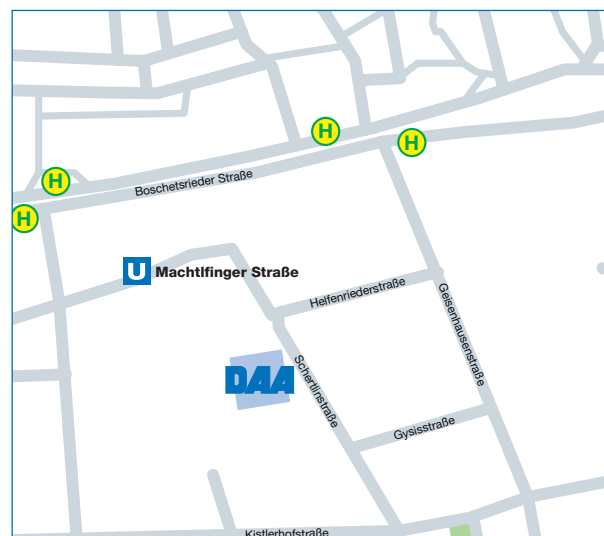 H
H
H
Boschetsrieder Straße
H
U Machtlfinger Straße
Helfenriederstraße
Geisenhausenstraße
DAA
Schertlinstraße
Gysisstraße
Kistlerhofstraße